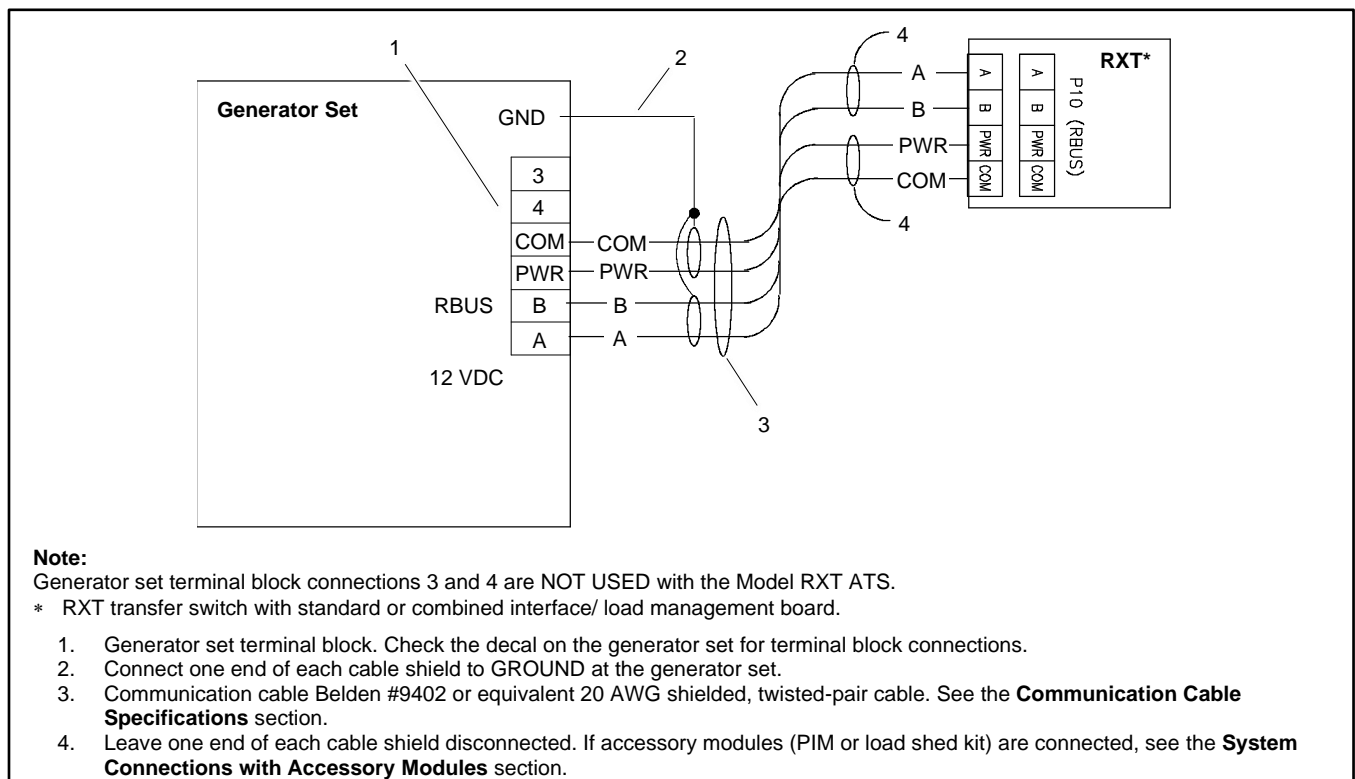 1
2
4
RXT*
Generator Set
GND
A
B
PWR
COM
A
B
PWR
COM
A
B
PWR
COM
P10 (RBUS)
4
3
4
COM
COM
PWR
PWR
RBUS
B
B
A
A
12 VDC
3
Note:
Generator set terminal block connections 3 and 4 are NOT USED with the Model RXT ATS.
* RXT transfer switch with standard or combined interface/ load management board.
1. Generator set terminal block. Check the decal on the generator set for terminal block connections.
2. Connect one end of each cable shield to GROUND at the generator set.
3. Communication cable Belden #9402 or equivalent 20 AWG shielded, twisted-pair cable. See the Communication Cable
Specifications section.
4. Leave one end of each cable shield disconnected. If accessory modules (PIM or load shed kit) are connected, see the System
Connections with Accessory Modules section.